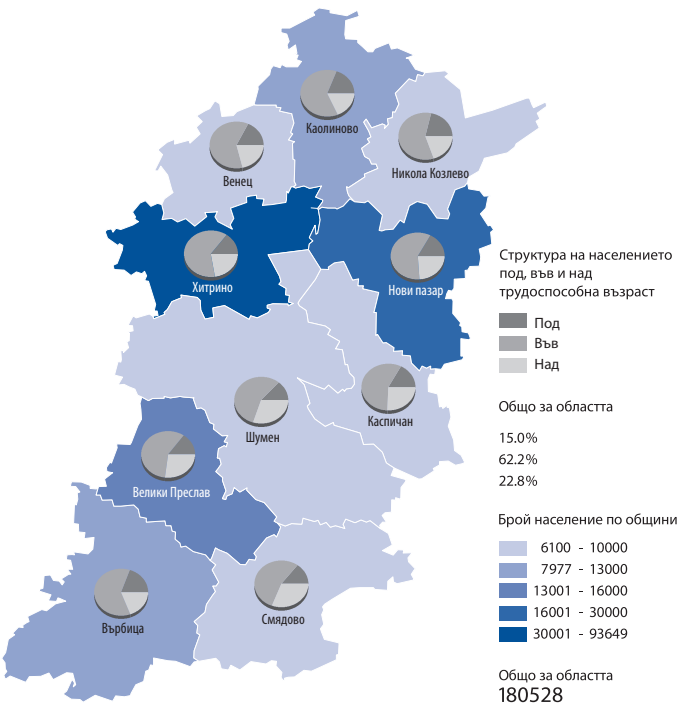 Каолиново
Никола Козлево
Венец
Хитрино
Нови пазар
Каспичан
Шумен
Велики Преслав
Върбица
Смядово
Структура на населението
под, във и над
трудоспособна възраст
Под
Във
Над
Общо за областта
15.0%
62.2%
22.8%
Брой население по общини
6100 - 10000
7977 - 13000
13001 - 16000
16001 - 30000
30001 - 93649
Общо за областта
180528